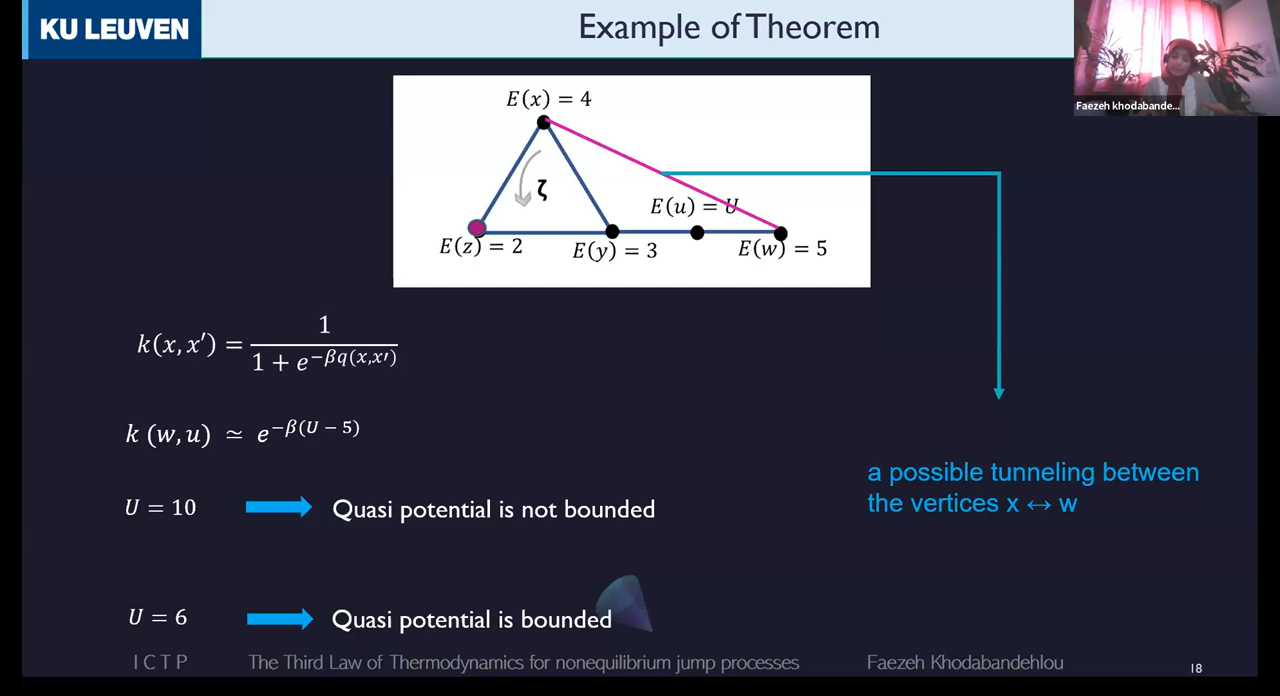 KU LEUVEN
Example of Theorem
Faezeh khodabande...
E(x) = 4
ζ
E(u) = U
E(z) = 2
E(y) = 3
E(w) = 5
k(x, x′) = 1 / (1 + e^{−βq(x,x′)})
k (w, u) ≃ e^{−β(U − 5)}
a possible tunneling between
the vertices x ↔ w
U = 10
Quasi potential is not bounded
U = 6
Quasi potential is bounded
ICTP
The Third Law of Thermodynamics for nonequilibrium jump processes
Faezeh Khodabandehlou
18